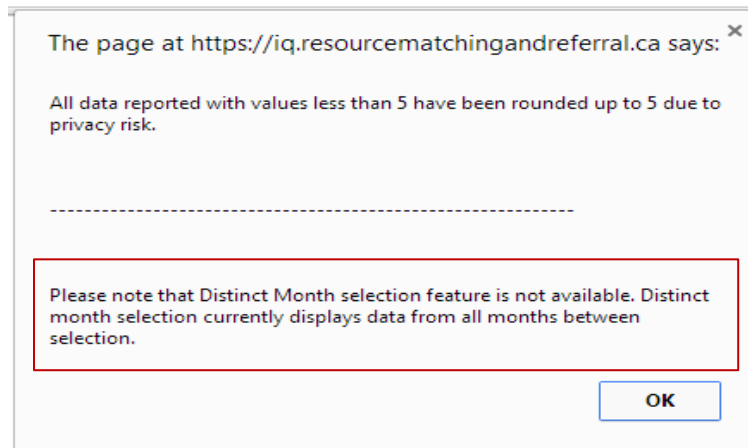 The page at https://iq.resourcematchingandreferral.ca says:
×
All data reported with values less than 5 have been rounded up to 5 due to
privacy risk.
-------------------------------------------------------------
Please note that Distinct Month selection feature is not available. Distinct
month selection currently displays data from all months between
selection.
OK